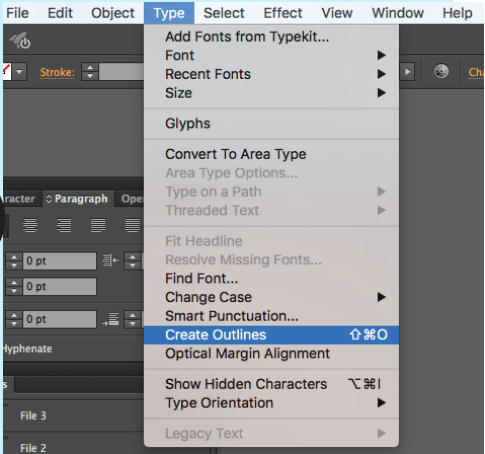 File Edit Object Type Select Effect View Window Help
Add Fonts from Typekit...
Font
Recent Fonts
Stroke:
Size
Glyphs
Convert To Area Type
Area Type Options...
Type on a Path
Paragraph
Threaded Text
Fit Headline
0 pt
Resolve Missing Fonts...
Find Font...
0 pt
Change Case
Smart Punctuation...
0 pt
Create Outlines ⇧⌘O
Optical Margin Alignment
Hyphenate
Show Hidden Characters ⌥⌘I
Type Orientation
File 3
Legacy Text
File 2